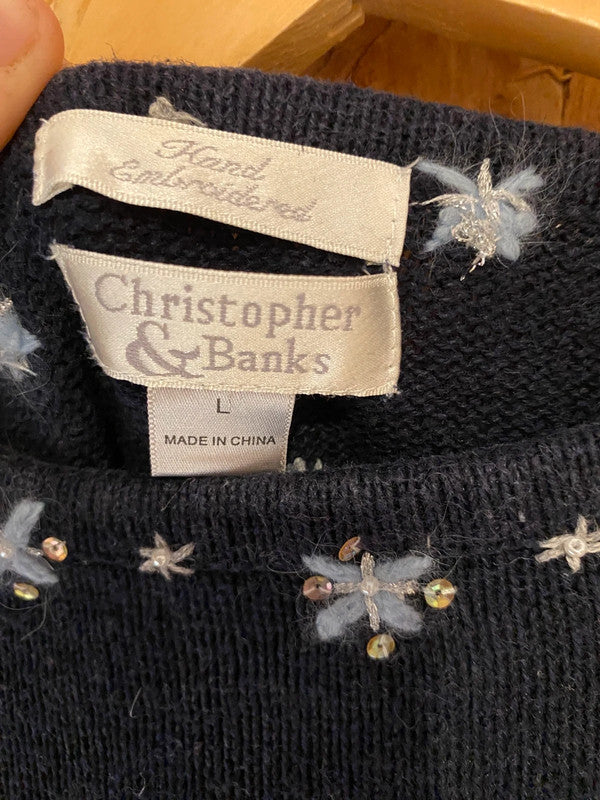 Hand
Embroidered
Christopher
& Banks
L
MADE IN CHINA